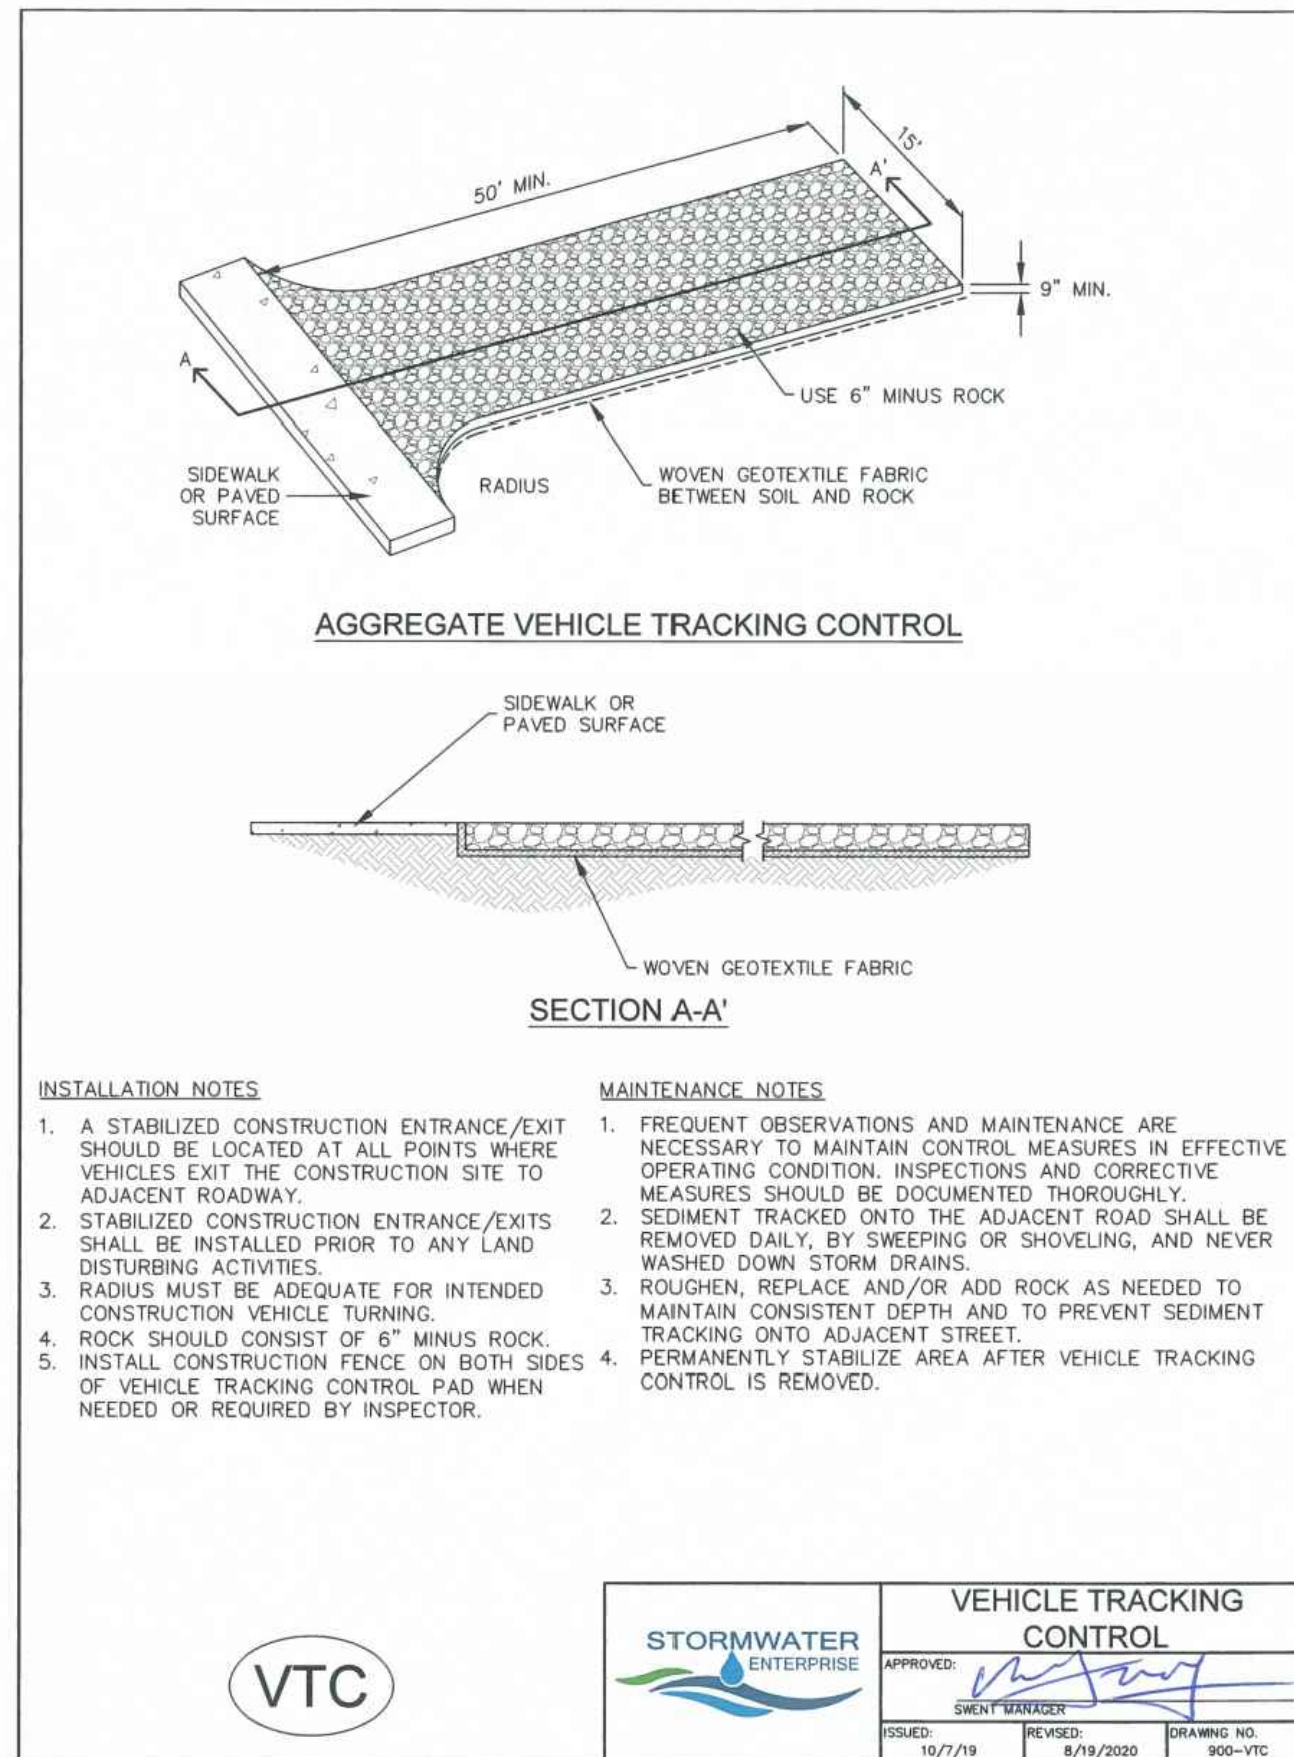 50' MIN.
15'
A'
9" MIN.
USE 6" MINUS ROCK
A
SIDEWALK
OR PAVED
SURFACE
RADIUS
WOVEN GEOTEXTILE FABRIC
BETWEEN SOIL AND ROCK
AGGREGATE VEHICLE TRACKING CONTROL
SIDEWALK OR
PAVED SURFACE
WOVEN GEOTEXTILE FABRIC
SECTION A-A'
INSTALLATION NOTES
1. A STABILIZED CONSTRUCTION ENTRANCE/EXIT
SHOULD BE LOCATED AT ALL POINTS WHERE
VEHICLES EXIT THE CONSTRUCTION SITE TO
ADJACENT ROADWAY.
2. STABILIZED CONSTRUCTION ENTRANCE/EXITS
SHALL BE INSTALLED PRIOR TO ANY LAND
DISTURBING ACTIVITIES.
3. RADIUS MUST BE ADEQUATE FOR INTENDED
CONSTRUCTION VEHICLE TURNING.
4. ROCK SHOULD CONSIST OF 6" MINUS ROCK.
5. INSTALL CONSTRUCTION FENCE ON BOTH SIDES
OF VEHICLE TRACKING CONTROL PAD WHEN
NEEDED OR REQUIRED BY INSPECTOR.
MAINTENANCE NOTES
1. FREQUENT OBSERVATIONS AND MAINTENANCE ARE
NECESSARY TO MAINTAIN CONTROL MEASURES IN EFFECTIVE
OPERATING CONDITION. INSPECTIONS AND CORRECTIVE
MEASURES SHOULD BE DOCUMENTED THOROUGHLY.
2. SEDIMENT TRACKED ONTO THE ADJACENT ROAD SHALL BE
REMOVED DAILY, BY SWEEPING OR SHOVELING, AND NEVER
WASHED DOWN STORM DRAINS.
3. ROUGHEN, REPLACE AND/OR ADD ROCK AS NEEDED TO
MAINTAIN CONSISTENT DEPTH AND TO PREVENT SEDIMENT
TRACKING ONTO ADJACENT STREET.
4. PERMANENTLY STABILIZE AREA AFTER VEHICLE TRACKING
CONTROL IS REMOVED.
VTC
STORMWATER
ENTERPRISE
VEHICLE TRACKING
CONTROL
APPROVED:
SWENT MANAGER
ISSUED:
10/7/19
REVISED:
8/19/2020
DRAWING NO.
900-VTC